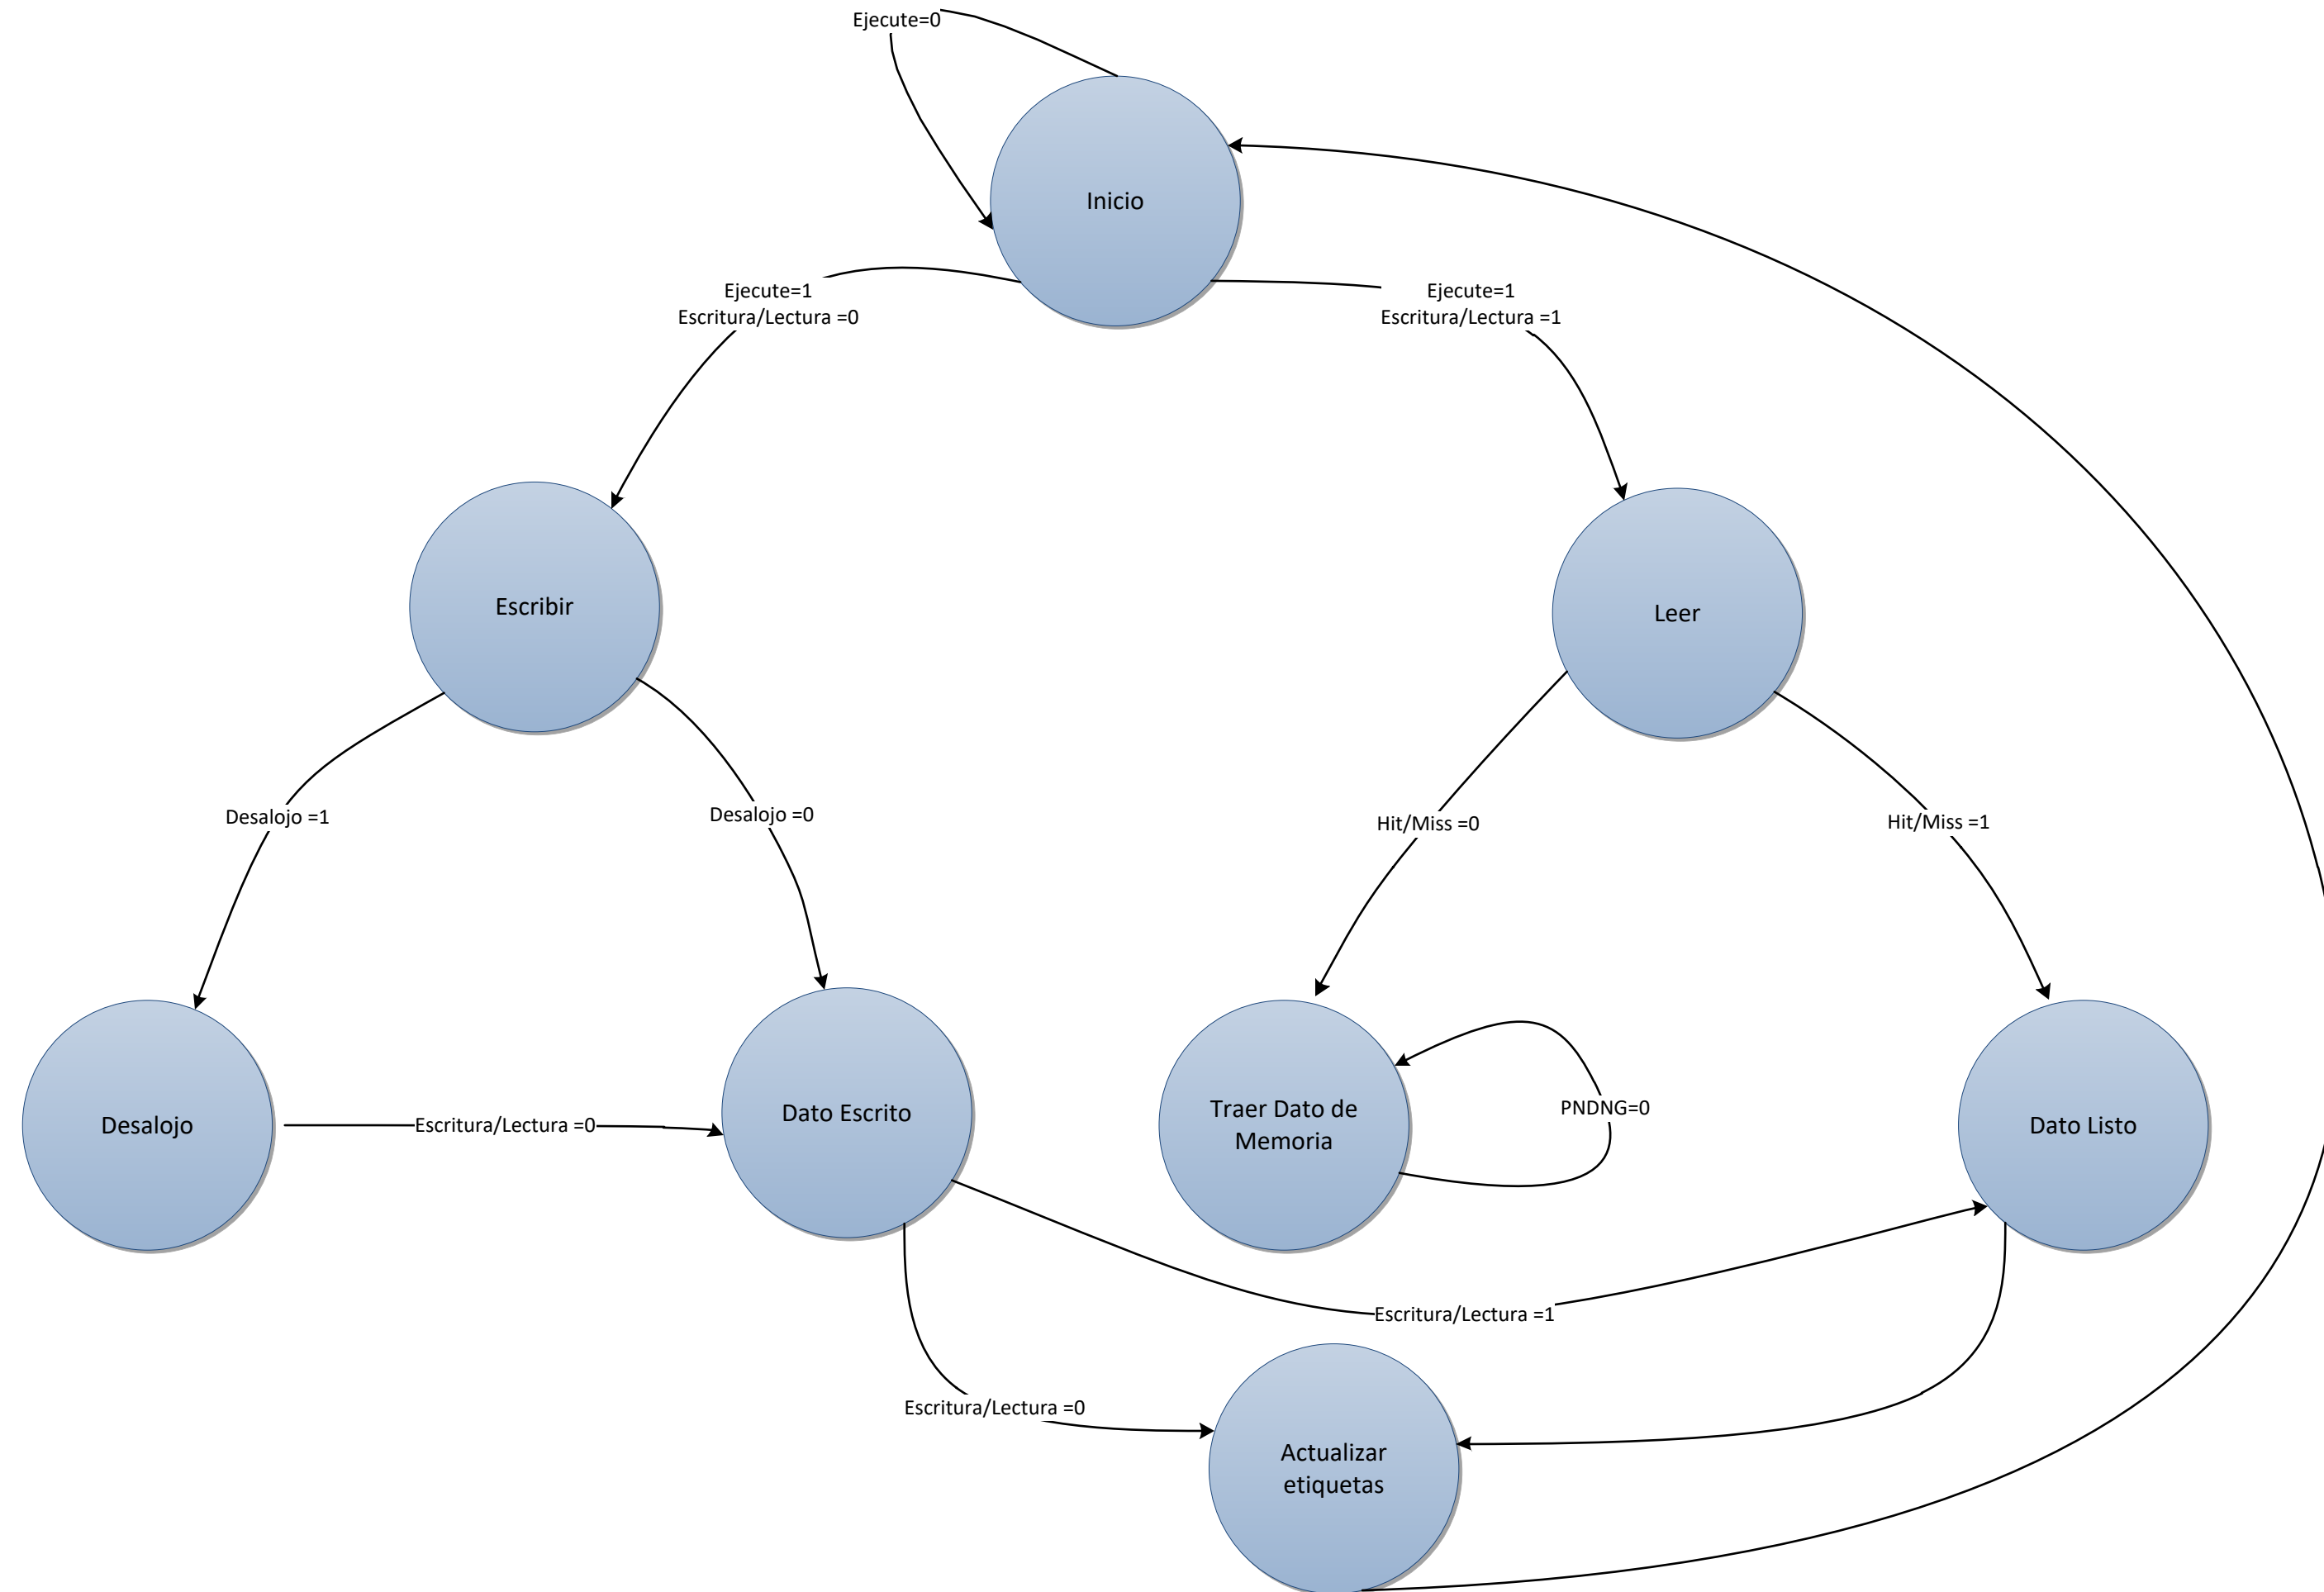 Ejecute=0
Inicio
Ejecute=1
Escritura/Lectura =0
Ejecute=1
Escritura/Lectura =1
Escribir
Leer
Desalojo =1
Desalojo =0
Hit/Miss =0
Hit/Miss =1
Desalojo
Escritura/Lectura =0
Dato Escrito
Traer Dato de
Memoria
PNDNG=0
Dato Listo
Escritura/Lectura =1
Escritura/Lectura =0
Actualizar
etiquetas